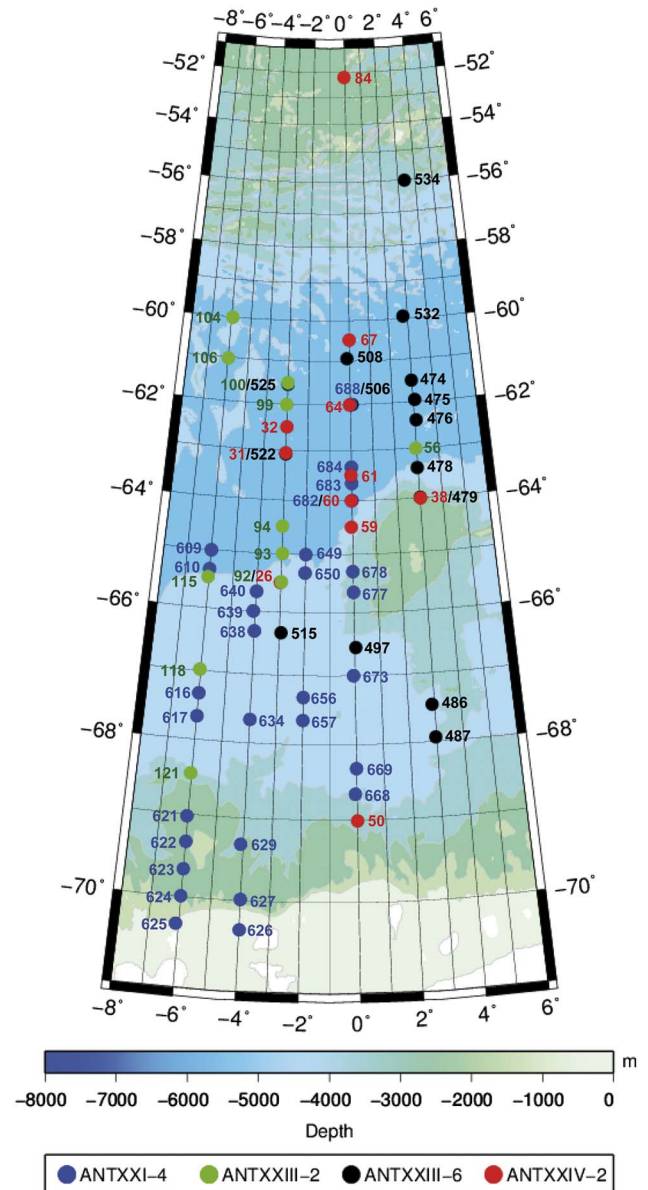 −8° −6° −4° −2° 0° 2° 4° 6°
−52° −52°
84
−54° −54°
−56° 534 −56°
−58° −58°
−60° 104 532 −60°
67
106 508
100/525 474
−62° 688/506 −62°
99 64 475
32 476
56
31/522 684 61 478
683
−64° 682/60 38/479 −64°
94 59
609 93 649
610 650 678
115 92/26
640 677
−66° 639 −66°
638 515
497
118 673
616 656 486
617 634 657
−68° 487 −68°
121 669
668
621 50
622 629
623
−70° 624 627 −70°
625 626
−8° −6° −4° −2° 0° 2° 4° 6°
m
−8000 −7000 −6000 −5000 −4000 −3000 −2000 −1000 0
Depth
ANTXXI−4 ANTXXIII−2 ANTXXIII−6 ANTXXIV−2